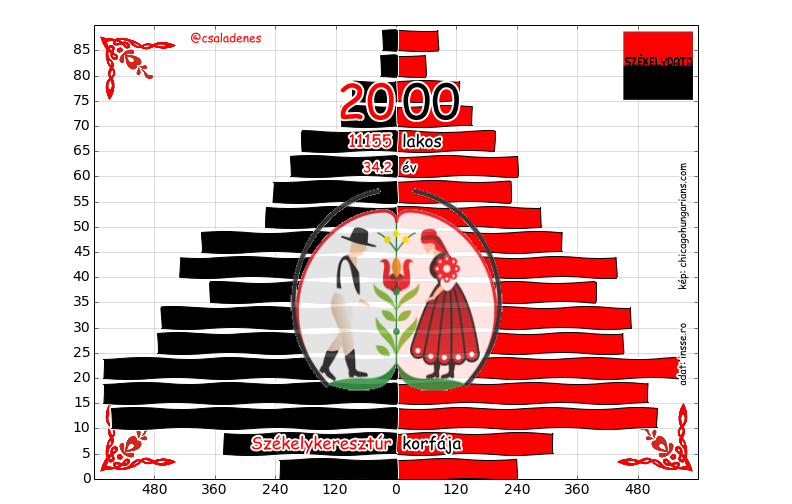 @csaladenes
SZÉKELYDATA
2000
11155 lakos
34,2 év
kép: chicagohungarians.com
adat: insse.ro
Székelykeresztúr korfája
85
80
75
70
65
60
55
50
45
40
35
30
25
20
15
10
5
0
480 360 240 120 0 120 240 360 480